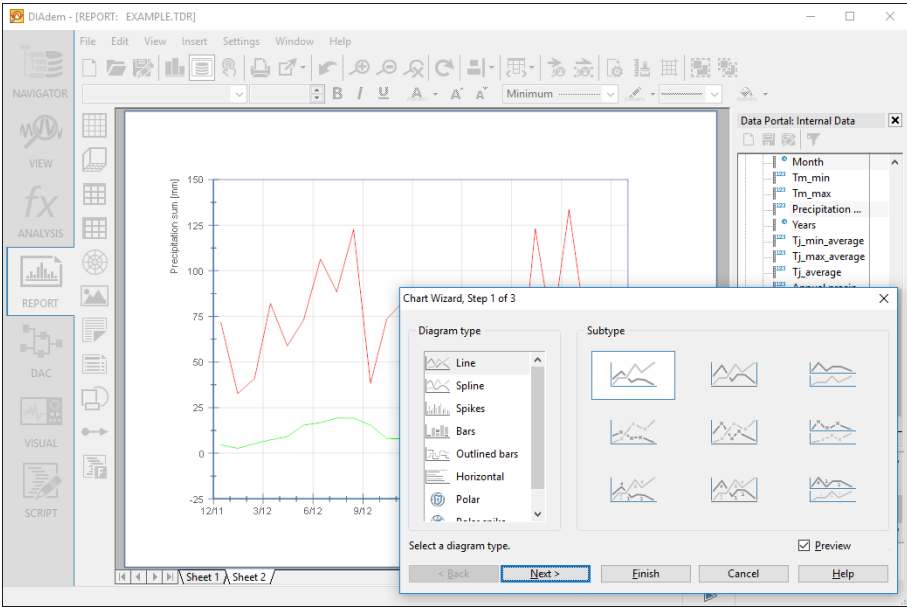 DIAdem - [REPORT:   EXAMPLE.TDR]
File Edit View Insert Settings Window Help
NAVIGATOR
VIEW
ANALYSIS
REPORT
DAC
VISUAL
SCRIPT
B I U A A A Minimum
Precipitation sum [mm]
150
125
100
75
50
25
0
-25
12/11 3/12 6/12 9/12
Sheet 1 Sheet 2
Data Portal: Internal Data
Month
Tm_min
Tm_max
Precipitation ...
Years
Tj_min_average
Tj_max_average
Tj_average
Chart Wizard, Step 1 of 3
Diagram type
Line
Spline
Spikes
Bars
Outlined bars
Horizontal
Polar
Subtype
Select a diagram type.
Preview
< Back Next > Finish Cancel Help